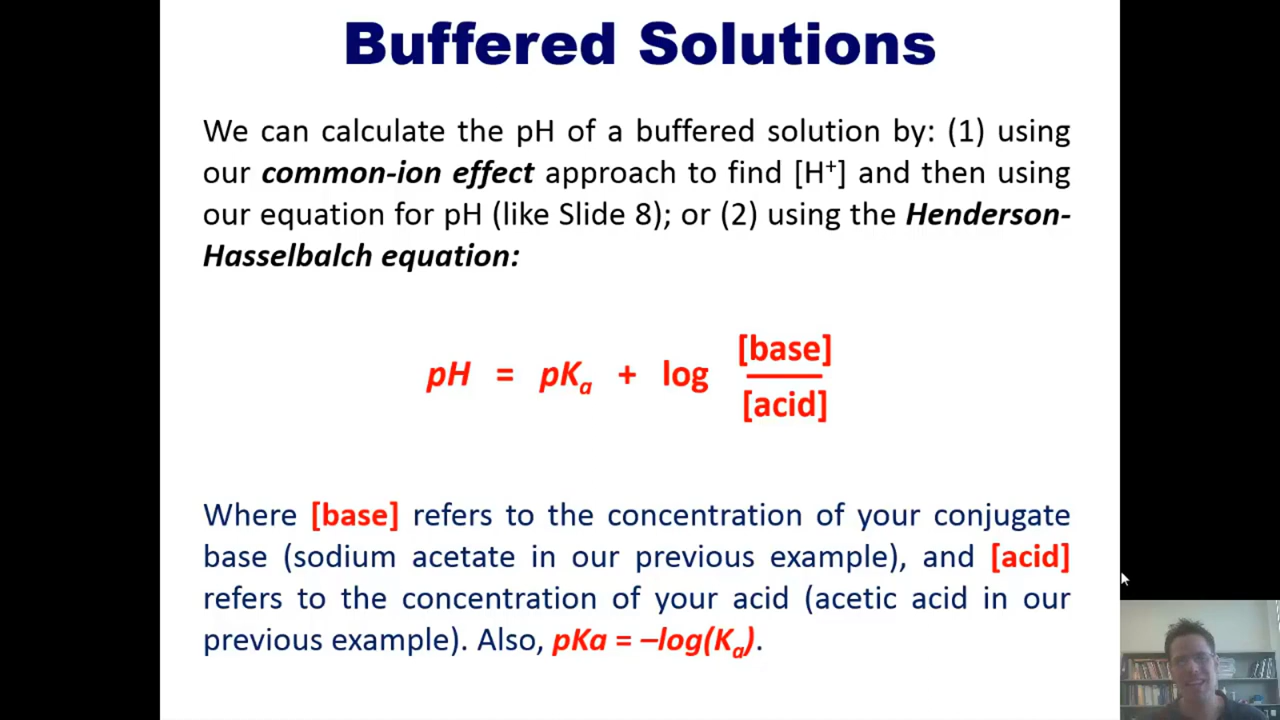 Buffered Solutions
We can calculate the pH of a buffered solution by: (1) using
our common-ion effect approach to find [H⁺] and then using
our equation for pH (like Slide 8); or (2) using the Henderson-
Hasselbalch equation:
[base]
pH = pKₐ + log
[acid]
Where [base] refers to the concentration of your conjugate
base (sodium acetate in our previous example), and [acid]
refers to the concentration of your acid (acetic acid in our
previous example). Also, pKa = –log(Kₐ).